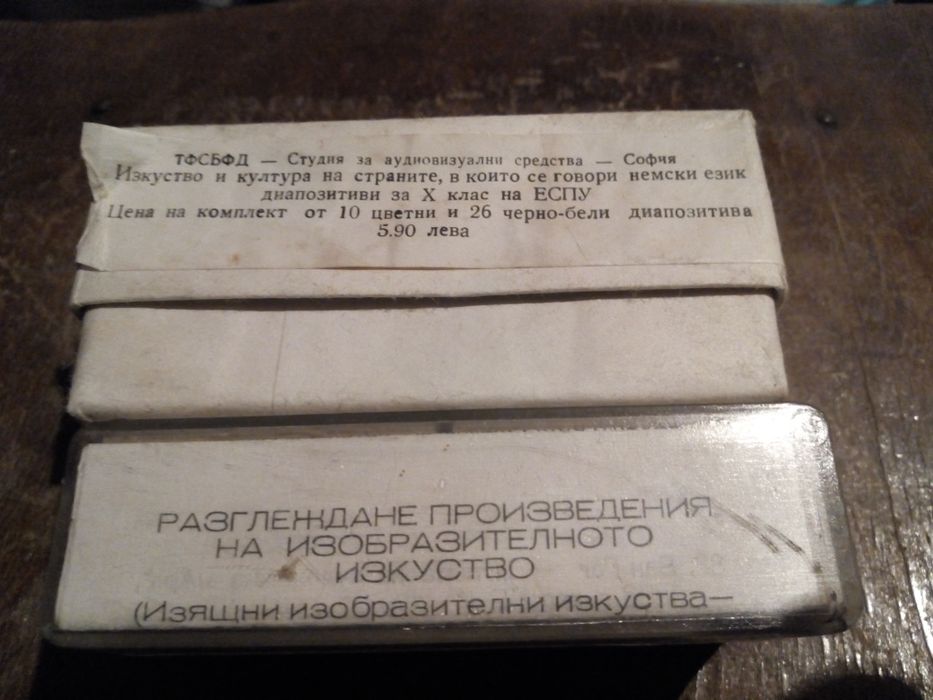 ТФСБФД — Студия за аудиовизуални средства — София
Изкуство и култура на страните, в които се говори немски език
диапозитиви за X клас на ЕСПУ
Цена на комплект от 10 цветни и 26 черно-бели диапозитива
5.90 лева
РАЗГЛЕЖДАНЕ ПРОИЗВЕДЕНИЯ
НА ИЗОБРАЗИТЕЛНОТО
ИЗКУСТВО
(Изящни изобразителни изкуства—